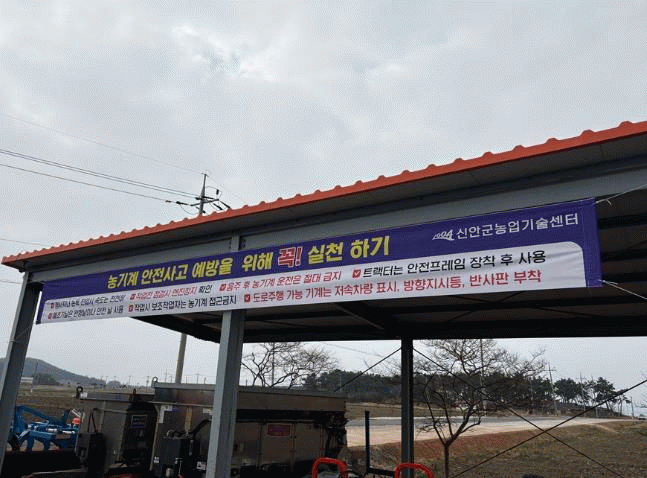 농기계 안전사고 예방을 위해 꼭! 실천 하기
1004 신안군농업기술센터
작업전 점검시 엔진정지 확인
음주 후 농기계 운전은 절대 금지
트랙터는 안전프레임 장착 후 사용
사용
작업시 보조작업자는 농기계 접근금지
도로주행 가능 기계는 저속차량 표시, 방향지시등, 반사판 부착